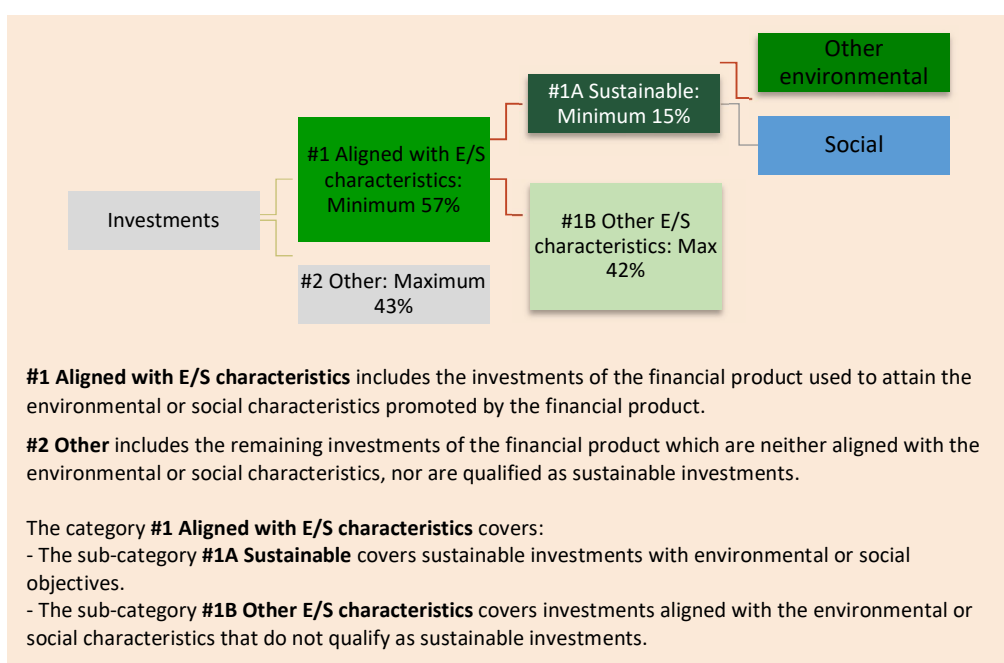 Other
environmental
#1A Sustainable:
Minimum 15%
Social
#1 Aligned with E/S
characteristics:
Minimum 57%
Investments
#1B Other E/S
characteristics: Max
42%
#2 Other: Maximum
43%
#1 Aligned with E/S characteristics includes the investments of the financial product used to attain the
environmental or social characteristics promoted by the financial product.
#2 Other includes the remaining investments of the financial product which are neither aligned with the
environmental or social characteristics, nor are qualified as sustainable investments.
The category #1 Aligned with E/S characteristics covers:
- The sub-category #1A Sustainable covers sustainable investments with environmental or social
objectives.
- The sub-category #1B Other E/S characteristics covers investments aligned with the environmental or
social characteristics that do not qualify as sustainable investments.